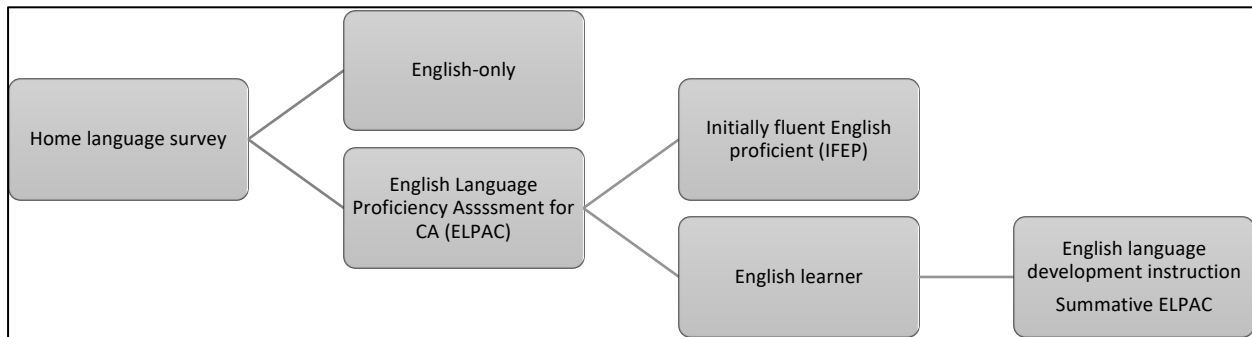 Home language survey
English-only
English Language
Proficiency Asssssment for
CA (ELPAC)
Initially fluent English
proficient (IFEP)
English learner
English language
development instruction
Summative ELPAC